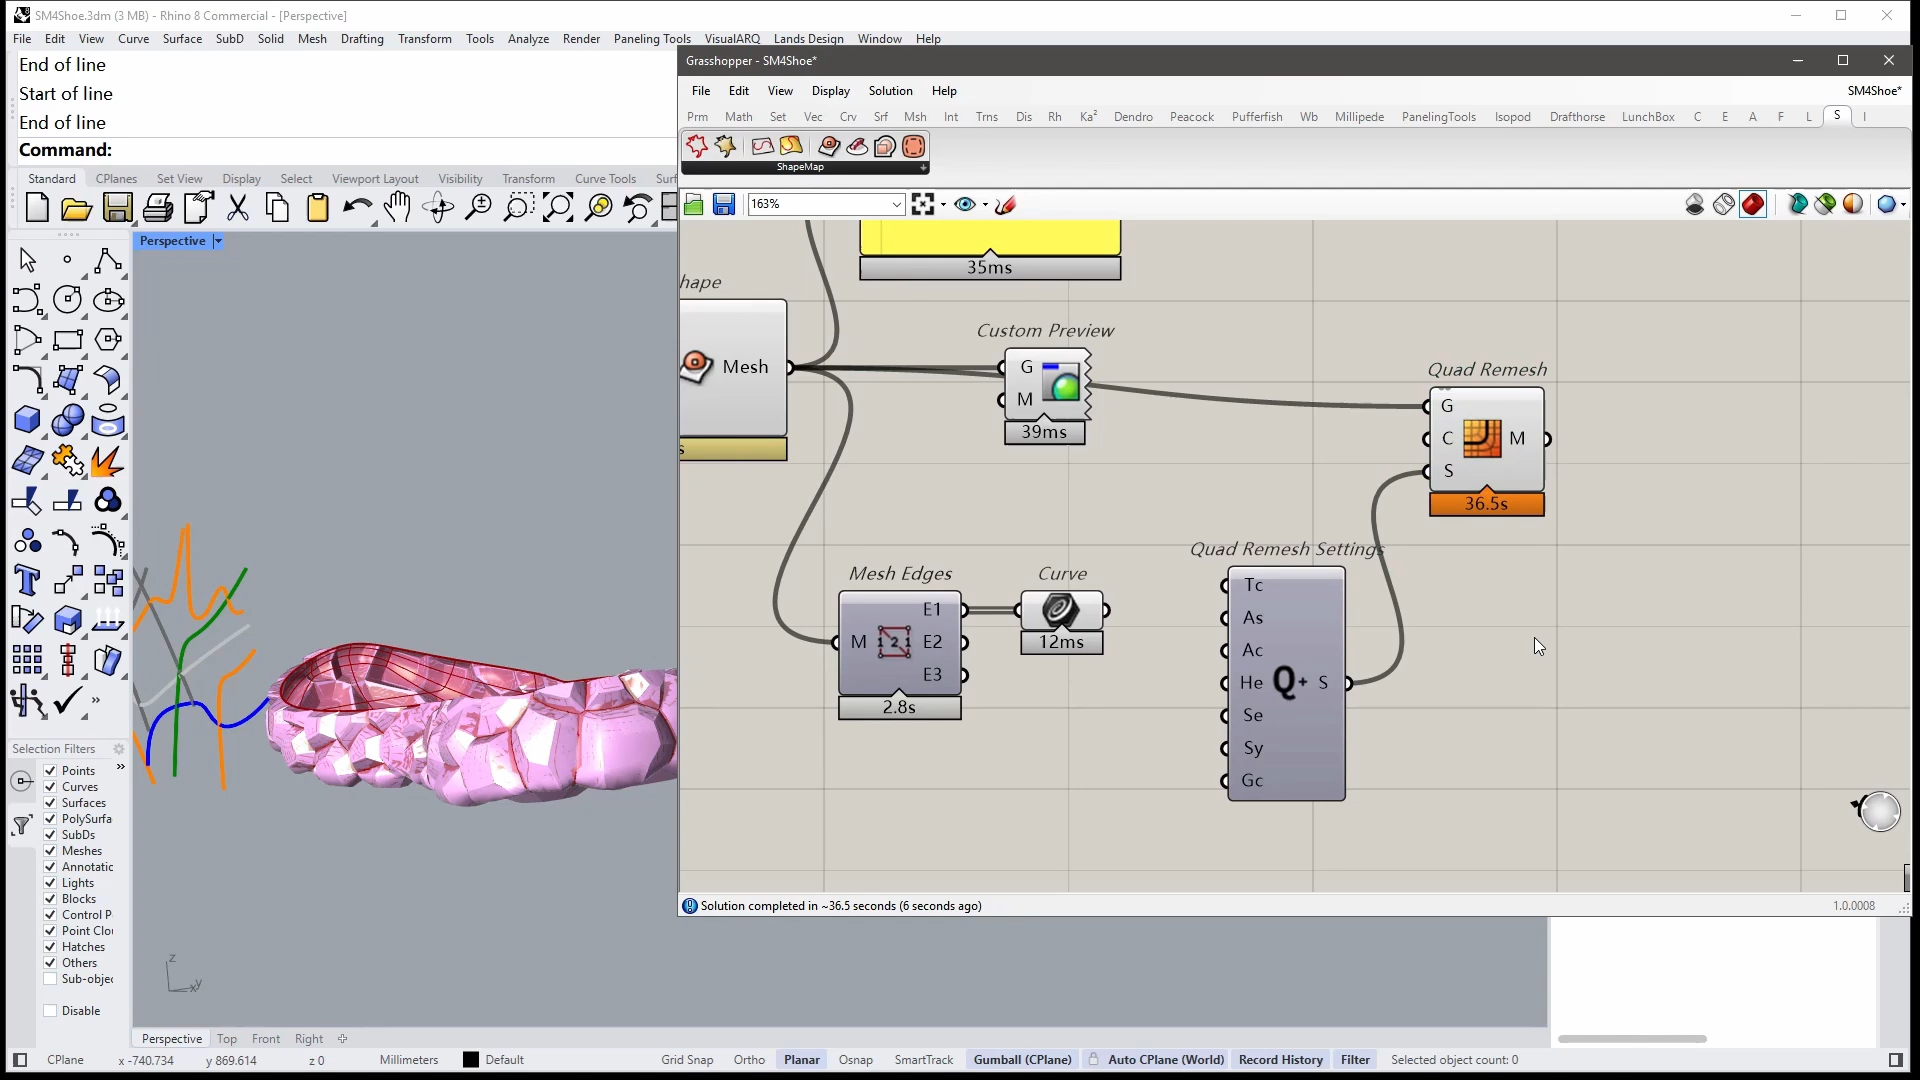 SM4Shoe.3dm (3 MB) - Rhino 8 Commercial - [Perspective]
File Edit View Curve Surface SubD Solid Mesh Drafting Transform Tools Analyze Render Paneling Tools VisualARQ Lands Design Window Help
End of line
Start of line
End of line
Command:
Standard CPlanes Set View Display Select Viewport Layout Visibility Transform Curve Tools Surf
Perspective
Grasshopper - SM4Shoe*
File Edit View Display Solution Help SM4Shoe*
Prm Math Set Vec Crv Srf Msh Int Trns Dis Rh Ka² Dendro Peacock Pufferfish Wb Millipede PanelingTools Isopod Drafthorse LunchBox C E A F L S I
ShapeMap
163%
35ms
hape
Mesh
s
Custom Preview
G
M
39ms
Quad Remesh
G
C M
S
36.5s
Mesh Edges
E1
M 1 2 1 E2
E3
2.8s
Curve
12ms
Quad Remesh Settings
Tc
As
Ac
He Q+ S
Se
Sy
Gc
Solution completed in ~36.5 seconds (6 seconds ago) 1.0.0008
Selection Filters
Points
Curves
Surfaces
PolySurfa
SubDs
Meshes
Annotatic
Lights
Blocks
Control P
Point Clo
Hatches
Others
Sub-objec
Disable
z
x y
Perspective Top Front Right
CPlane x -740.734 y 869.614 z 0 Millimeters Default Grid Snap Ortho Planar Osnap SmartTrack Gumball (CPlane) Auto CPlane (World) Record History Filter Selected object count: 0